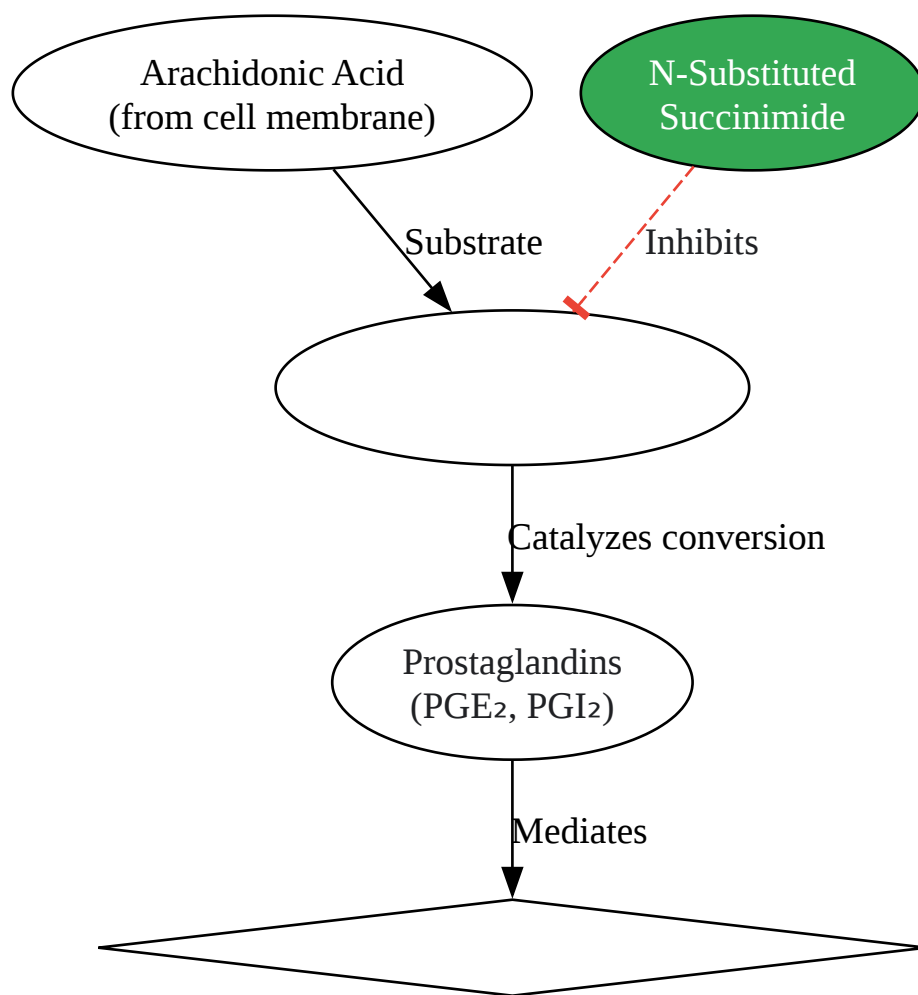 Arachidonic Acid
(from cell membrane)
N-Substituted
Succinimide
Substrate
Inhibits
Catalyzes conversion
Prostaglandins
(PGE₂, PGI₂)
Mediates